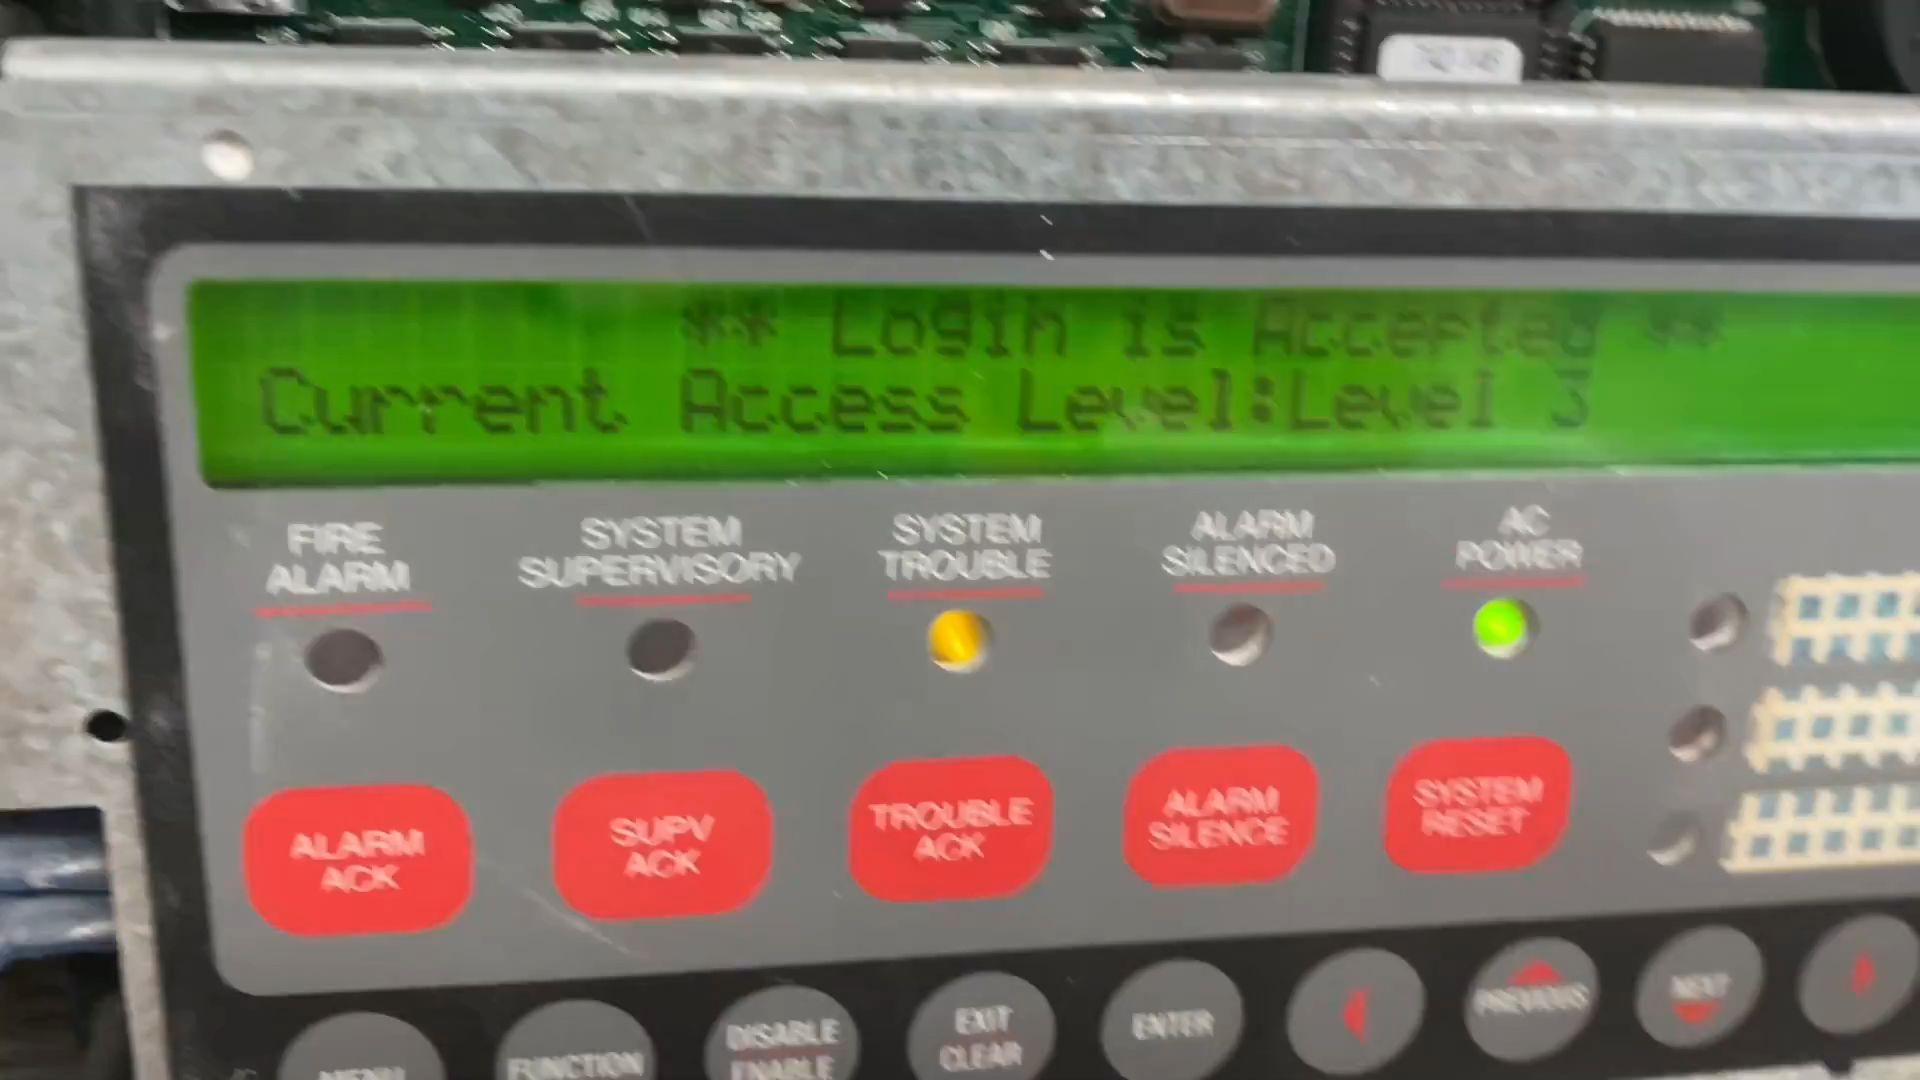 ** Login is Accepted **
Current Access Level:Level 3
FIRE ALARM
SYSTEM SUPERVISORY
SYSTEM TROUBLE
ALARM SILENCED
AC POWER
ALARM ACK
SUPV ACK
TROUBLE ACK
ALARM SILENCE
SYSTEM RESET
MENU
FUNCTION
DISABLE ENABLE
EXIT CLEAR
ENTER
PREVIOUS
NEXT